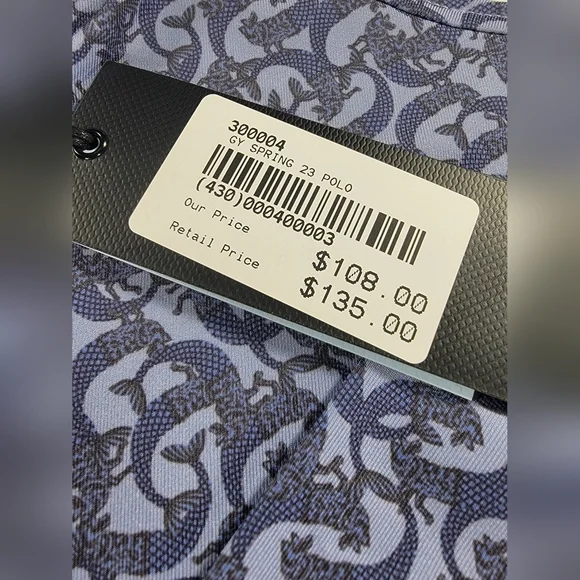 300004
GY SPRING 23 POLO
(430)000400003
Our Price $108.00
Retail Price $135.00